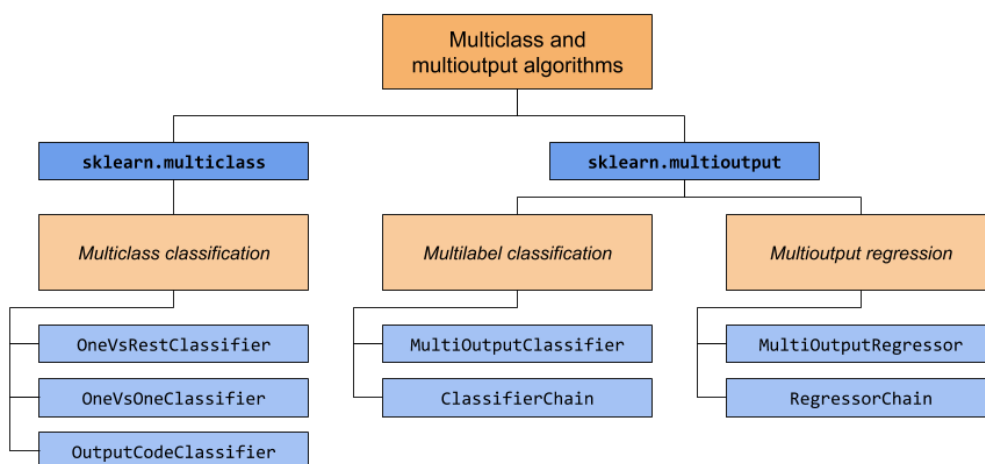 Multiclass and
multioutput algorithms
sklearn.multiclass
sklearn.multioutput
Multiclass classification
Multilabel classification
Multioutput regression
OneVsRestClassifier
MultiOutputClassifier
MultiOutputRegressor
OneVsOneClassifier
ClassifierChain
RegressorChain
OutputCodeClassifier